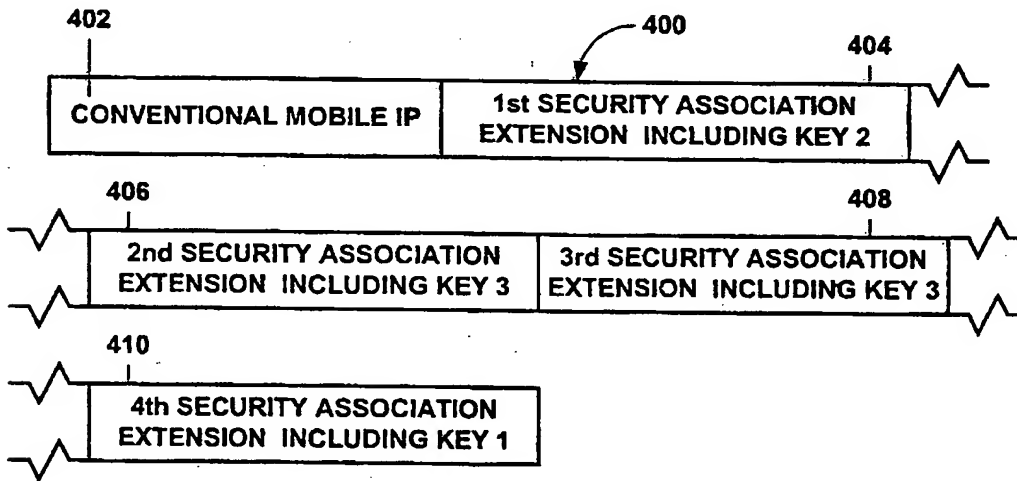 402
400
404
CONVENTIONAL MOBILE IP
1st SECURITY ASSOCIATION
EXTENSION INCLUDING KEY 2
406
408
2nd SECURITY ASSOCIATION
EXTENSION INCLUDING KEY 3
3rd SECURITY ASSOCIATION
EXTENSION INCLUDING KEY 3
410
4th SECURITY ASSOCIATION
EXTENSION INCLUDING KEY 1